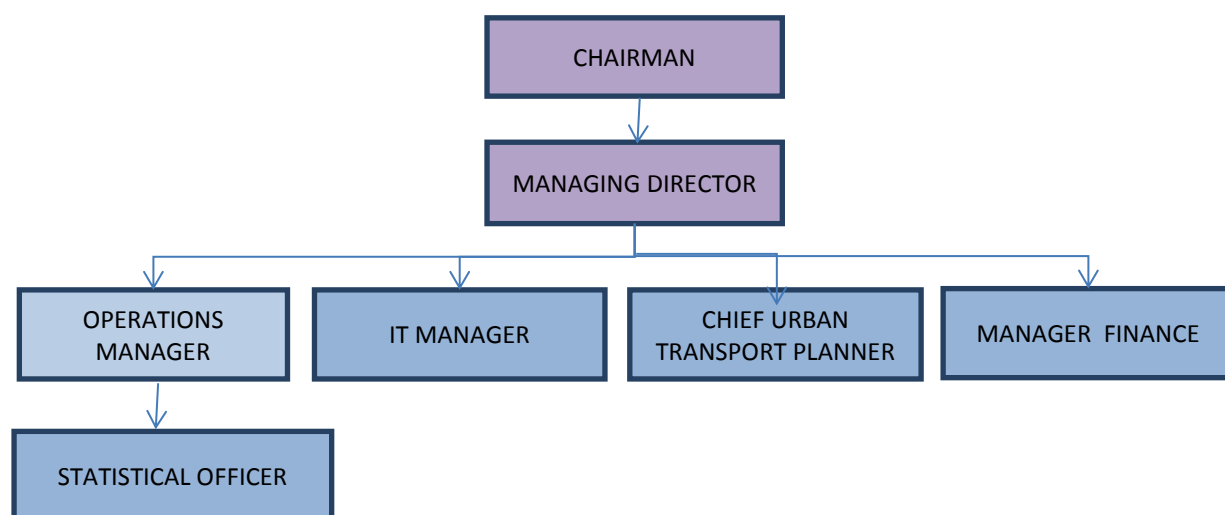 CHAIRMAN
MANAGING DIRECTOR
OPERATIONS
MANAGER
IT MANAGER
CHIEF URBAN
TRANSPORT PLANNER
MANAGER  FINANCE
STATISTICAL OFFICER